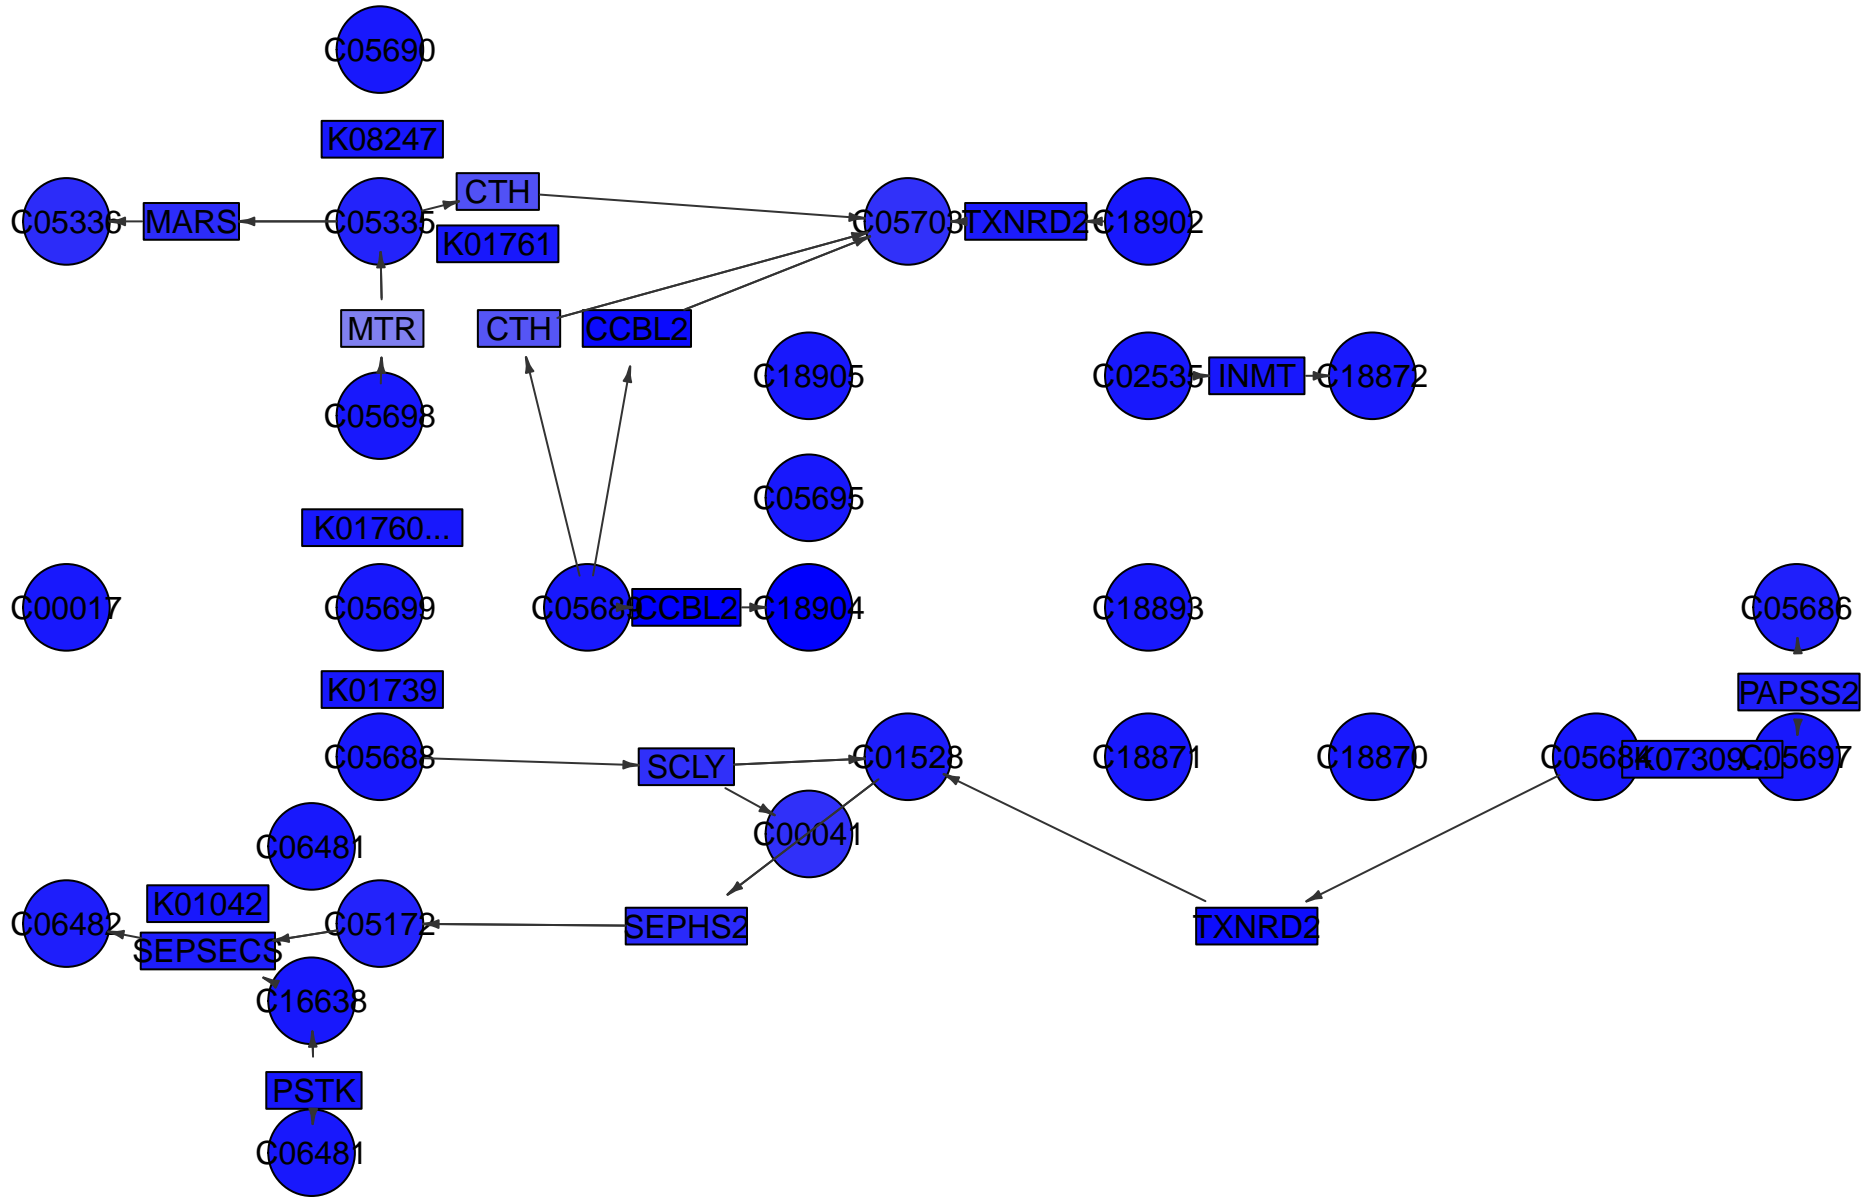 C05690
K08247
CTH
C05336
MARS
C05335
C05703
TXNRD2
C18902
K01761
MTR
CTH
CCBL2
C18905
C02535
INMT
C18872
C05698
C05695
K01760...
C00017
C05699
C05689
CCBL2
C18904
C18893
C05686
K01739
PAPSS2
C05688
SCLY
C01528
C18871
C18870
C05684
K07309...
C05697
C00041
C06481
K01042
C06482
C05172
SEPHS2
TXNRD2
SEPSECS
C16638
PSTK
C06481